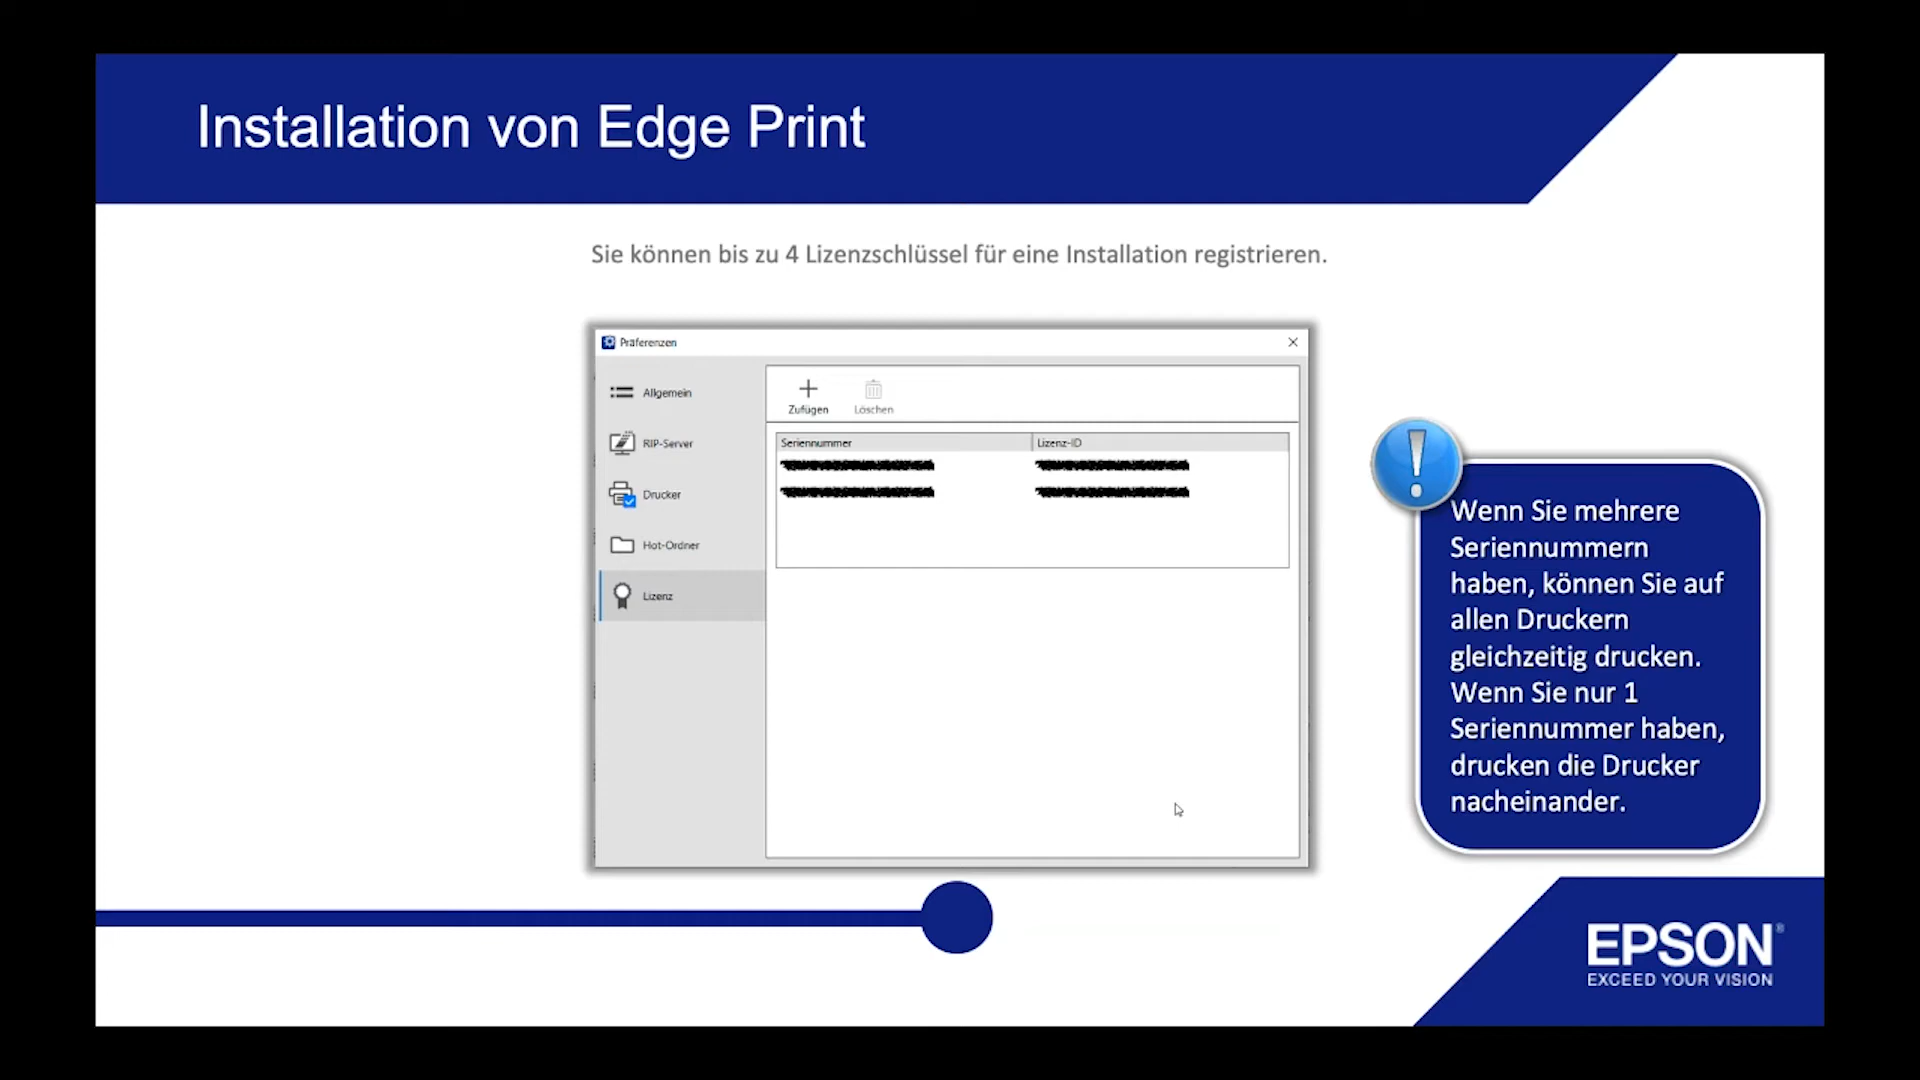 Installation von Edge Print
Sie können bis zu 4 Lizenzschlüssel für eine Installation registrieren.
Präferenzen
Allgemein
RIP-Server
Drucker
Hot-Ordner
Lizenz
Zufügen
Löschen
Seriennummer
Lizenz-ID
Wenn Sie mehrere
Seriennummern
haben, können Sie auf
allen Druckern
gleichzeitig drucken.
Wenn Sie nur 1
Seriennummer haben,
drucken die Drucker
nacheinander.
EPSON®
EXCEED YOUR VISION